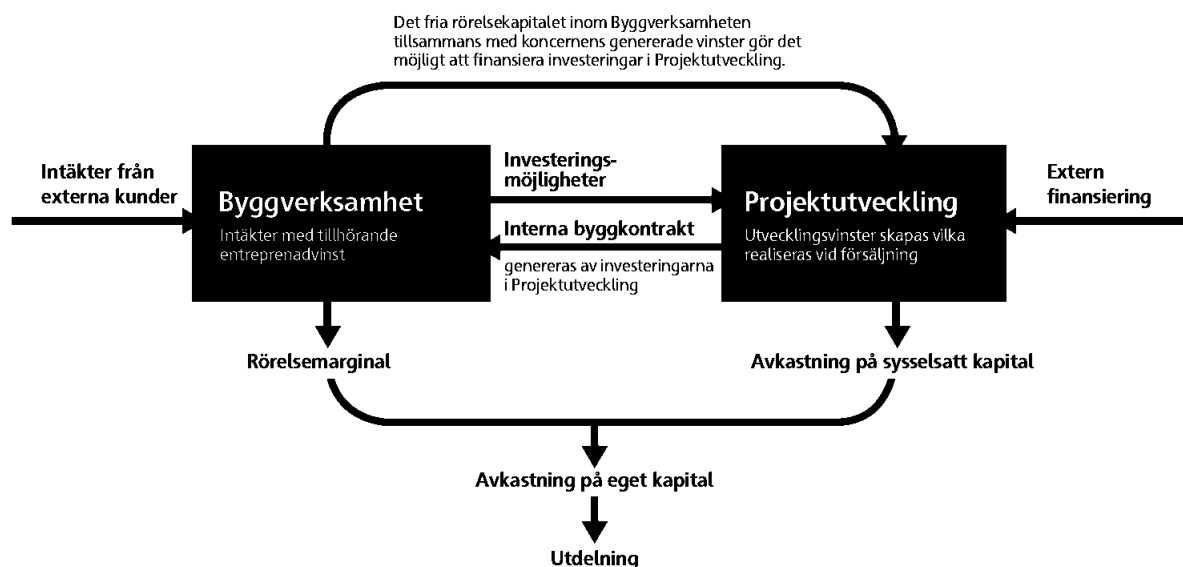 Det fria rörelsekapitalet inom Byggverksamheten
tillsammans med koncernens genererade vinster gör det
möjligt att finansiera investeringar i Projektutveckling.
Intäkter från
externa kunder
Byggverksamhet
Intäkter med tillhörande
entreprenadvinst
Investerings-
möjligheter
Interna byggkontrakt
genereras av investeringarna
i Projektutveckling
Projektutveckling
Utvecklingsvinster skapas vilka
realiseras vid försäljning
Extern
finansiering
Rörelsemarginal
Avkastning på sysselsatt kapital
Avkastning på eget kapital
Utdelning